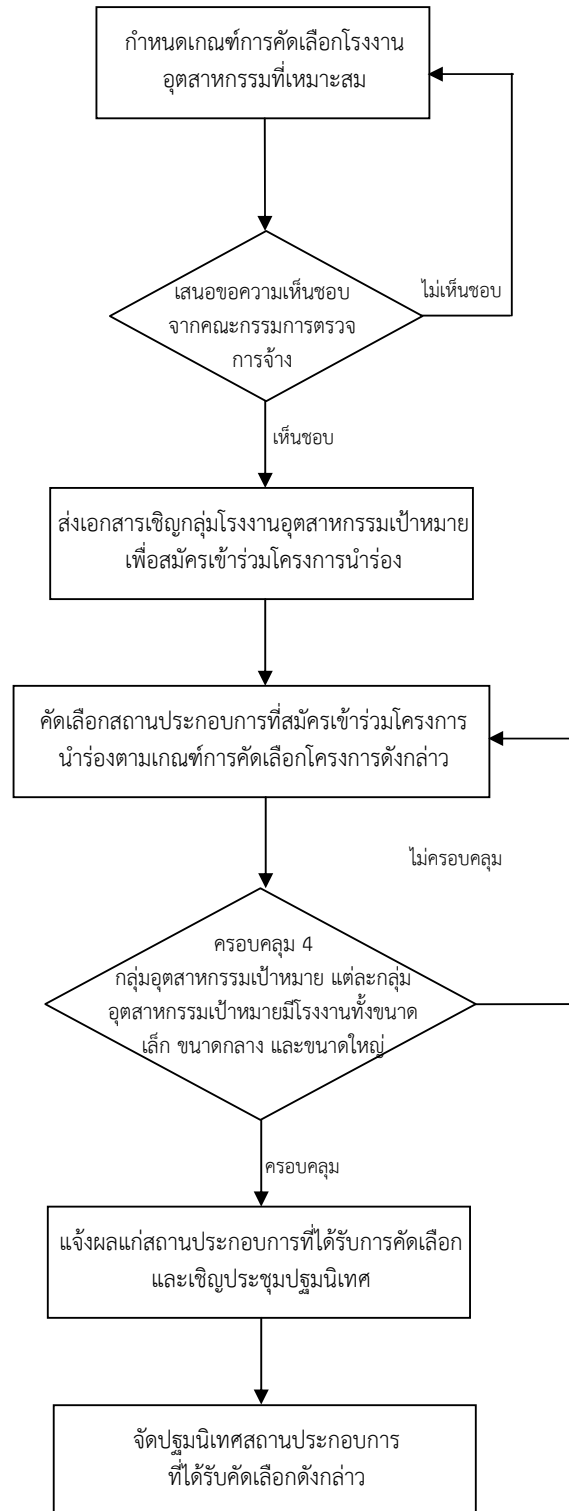 กำหนดเกณฑ์การคัดเลือกโรงงาน
อุตสาหกรรมที่เหมาะสม
เสนอขอความเห็นชอบ
จากคณะกรรมการตรวจ
การจ้าง
ไม่เห็นชอบ
เห็นชอบ
ส่งเอกสารเชิญกลุ่มโรงงานอุตสาหกรรมเป้าหมาย
เพื่อสมัครเข้าร่วมโครงการนำร่อง
คัดเลือกสถานประกอบการที่สมัครเข้าร่วมโครงการ
นำร่องตามเกณฑ์การคัดเลือกโครงการดังกล่าว
ไม่ครอบคลุม
ครอบคลุม 4
กลุ่มอุตสาหกรรมเป้าหมาย แต่ละกลุ่ม
อุตสาหกรรมเป้าหมายมีโรงงานทั้งขนาด
เล็ก ขนาดกลาง และขนาดใหญ่
ครอบคลุม
แจ้งผลแก่สถานประกอบการที่ได้รับการคัดเลือก
และเชิญประชุมปฐมนิเทศ
จัดปฐมนิเทศสถานประกอบการ
ที่ได้รับคัดเลือกดังกล่าว